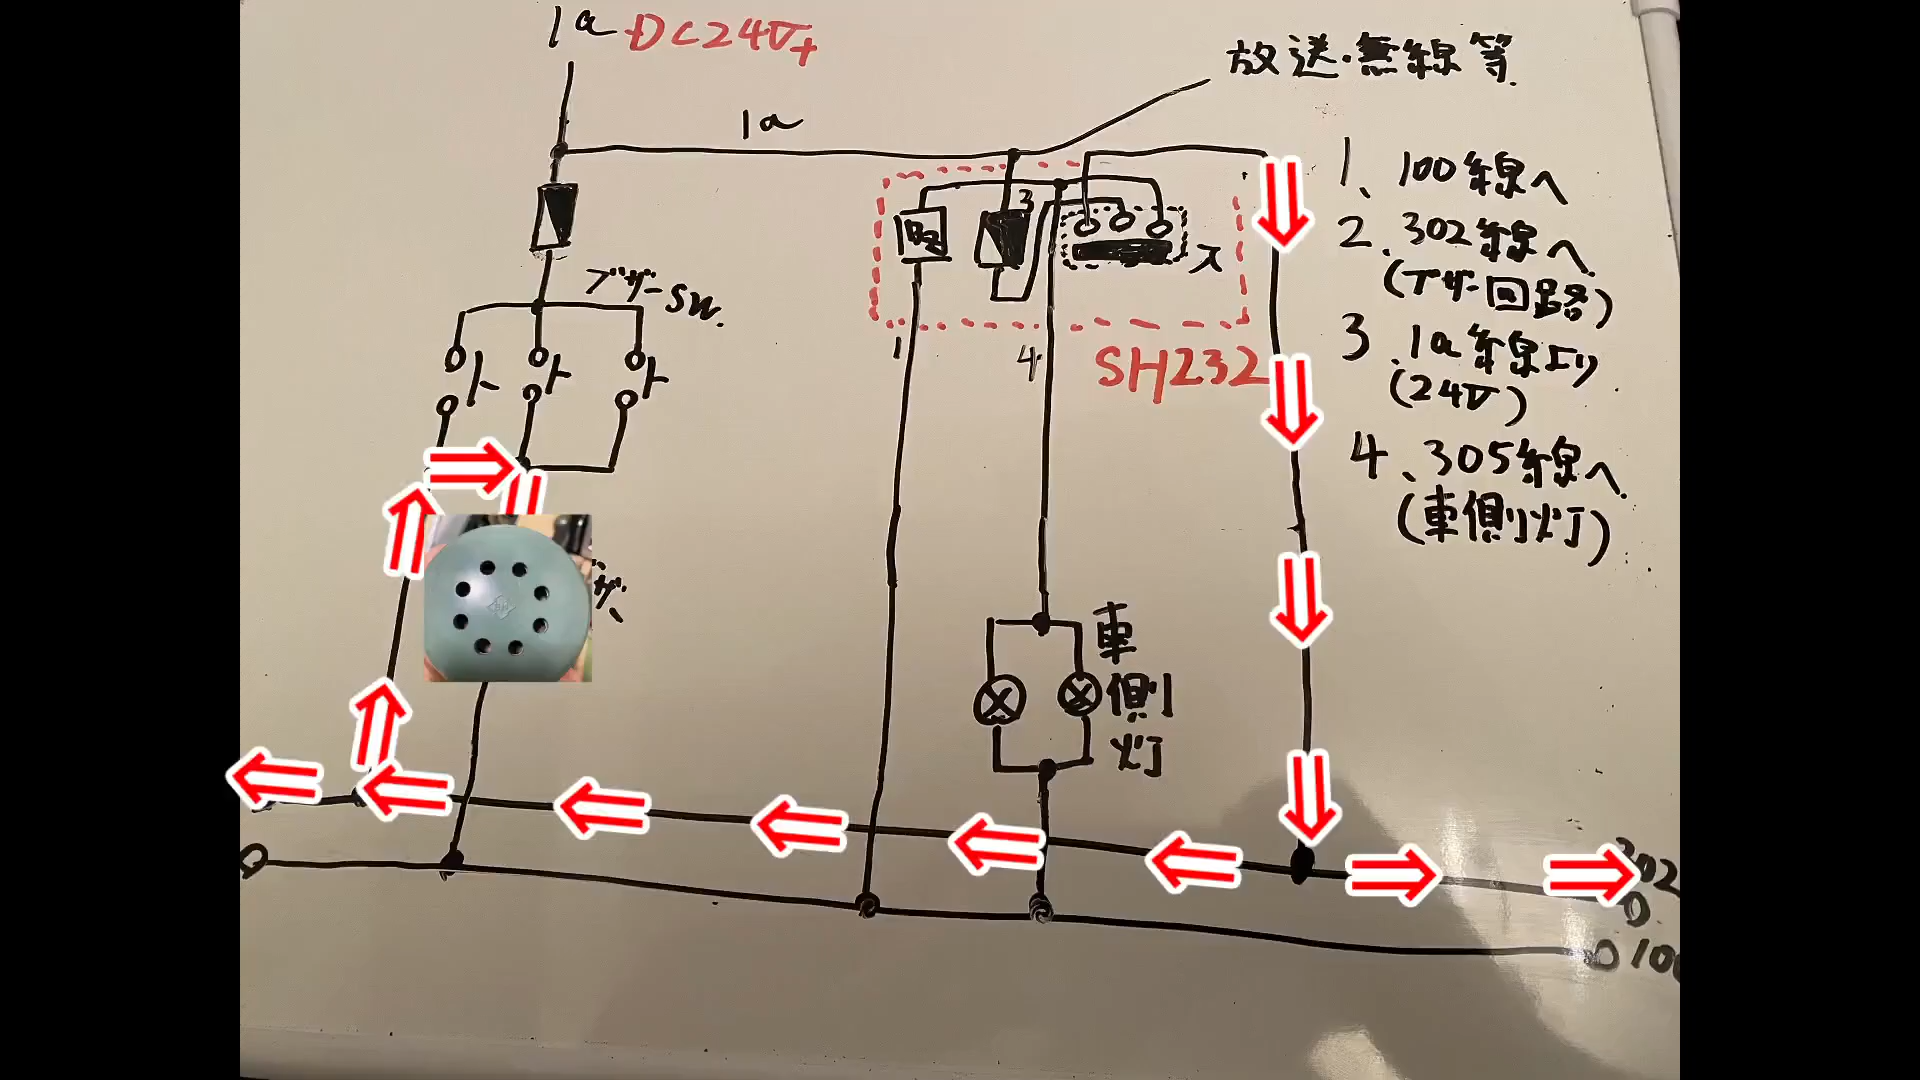 1a DC24V+
放送・無線等
1a
ブザーSW.
3
ス
1
4
SH232
車
側
灯
1、100線へ
2、302線へ
(ブザー回路)
3、1a線より
(24V)
4、305線へ
(車側灯)
302
100